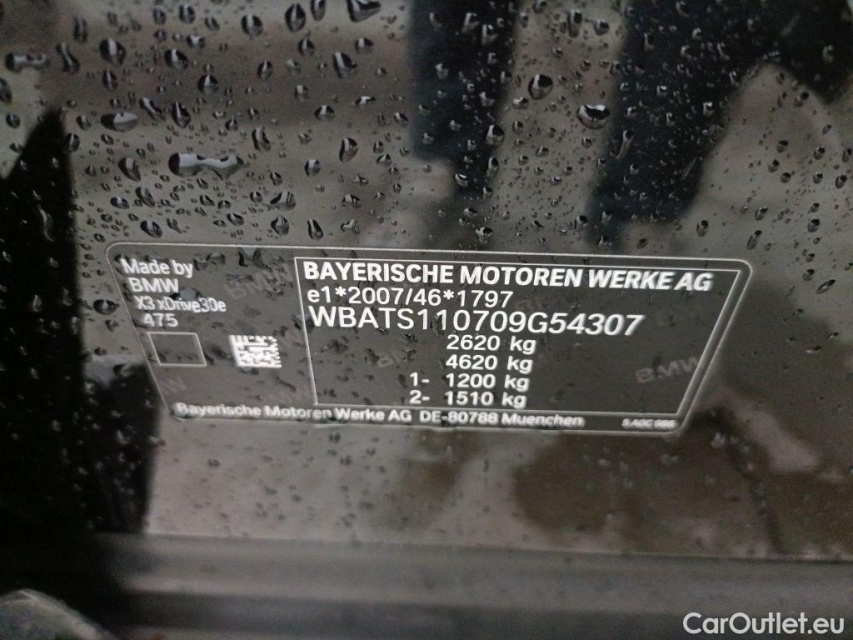 Made by
BMW
X3 xDrive30e
475
BAYERISCHE MOTOREN WERKE AG
e1*2007/46*1797
WBATS110709G54307
2620 kg
4620 kg
1- 1200 kg
2- 1510 kg
Bayerische Motoren Werke AG DE-80788 Muenchen
BMW
CarOutlet.eu